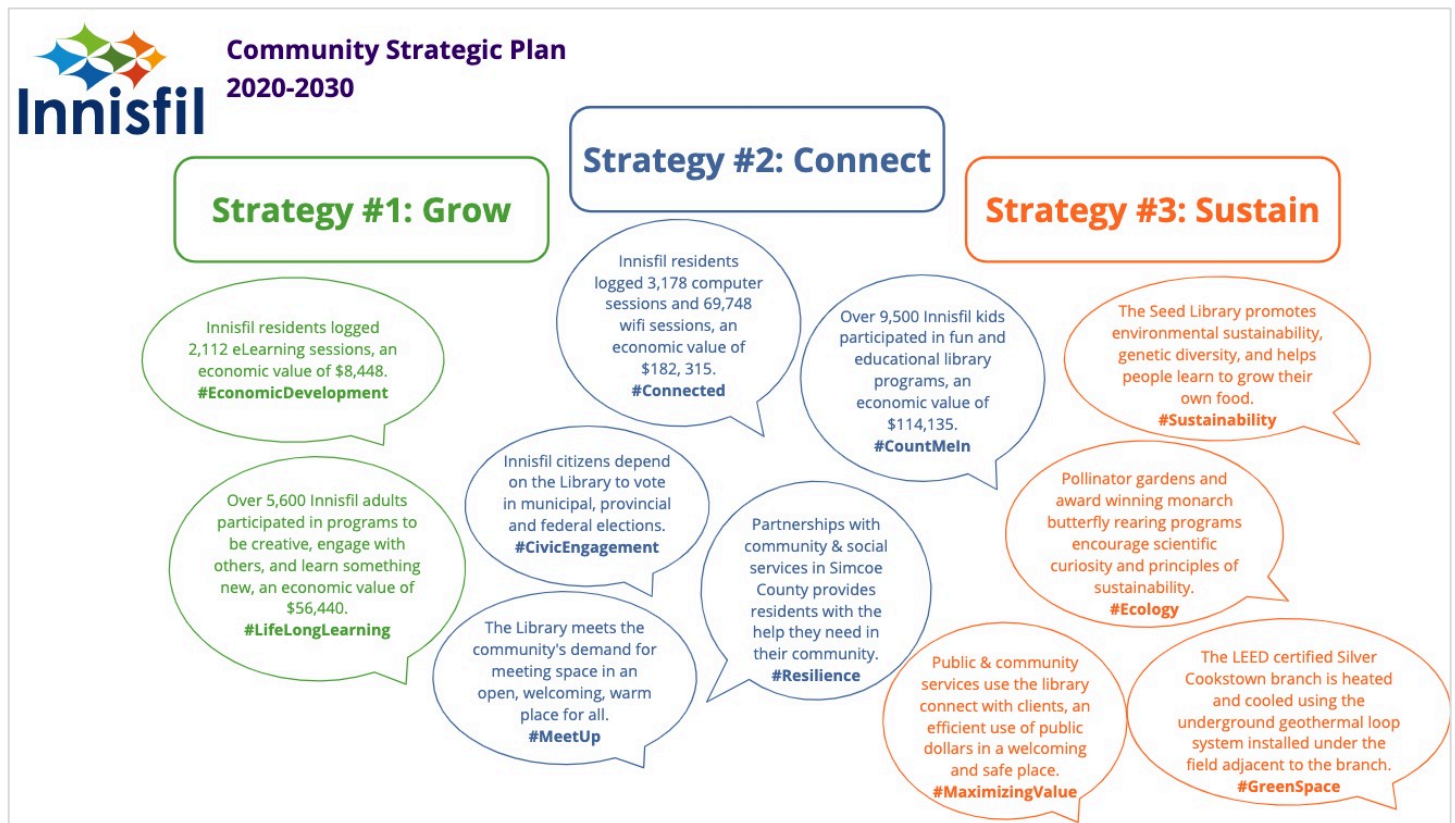 Innisfil
Community Strategic Plan
2020-2030
Strategy #1: Grow
Innisfil residents logged
2,112 eLearning sessions, an
economic value of $8,448.
#EconomicDevelopment
Over 5,600 Innisfil adults
participated in programs to
be creative, engage with
others, and learn something
new, an economic value of
$56,440.
#LifeLongLearning
Strategy #2: Connect
Innisfil residents
logged 3,178 computer
sessions and 69,748
wifi sessions, an
economic value of
$182, 315.
#Connected
Over 9,500 Innisfil kids
participated in fun and
educational library
programs, an
economic value of
$114,135.
#CountMeIn
Innisfil citizens depend
on the Library to vote
in municipal, provincial
and federal elections.
#CivicEngagement
Partnerships with
community & social
services in Simcoe
County provides
residents with the
help they need in
their community.
#Resilience
The Library meets the
community's demand for
meeting space in an
open, welcoming, warm
place for all.
#MeetUp
Strategy #3: Sustain
The Seed Library promotes
environmental sustainability,
genetic diversity, and helps
people learn to grow their
own food.
#Sustainability
Pollinator gardens and
award winning monarch
butterfly rearing programs
encourage scientific
curiosity and principles of
sustainability.
#Ecology
Public & community
services use the library
connect with clients, an
efficient use of public
dollars in a welcoming
and safe place.
#MaximizingValue
The LEED certified Silver
Cookstown branch is heated
and cooled using the
underground geothermal loop
system installed under the
field adjacent to the branch.
#GreenSpace